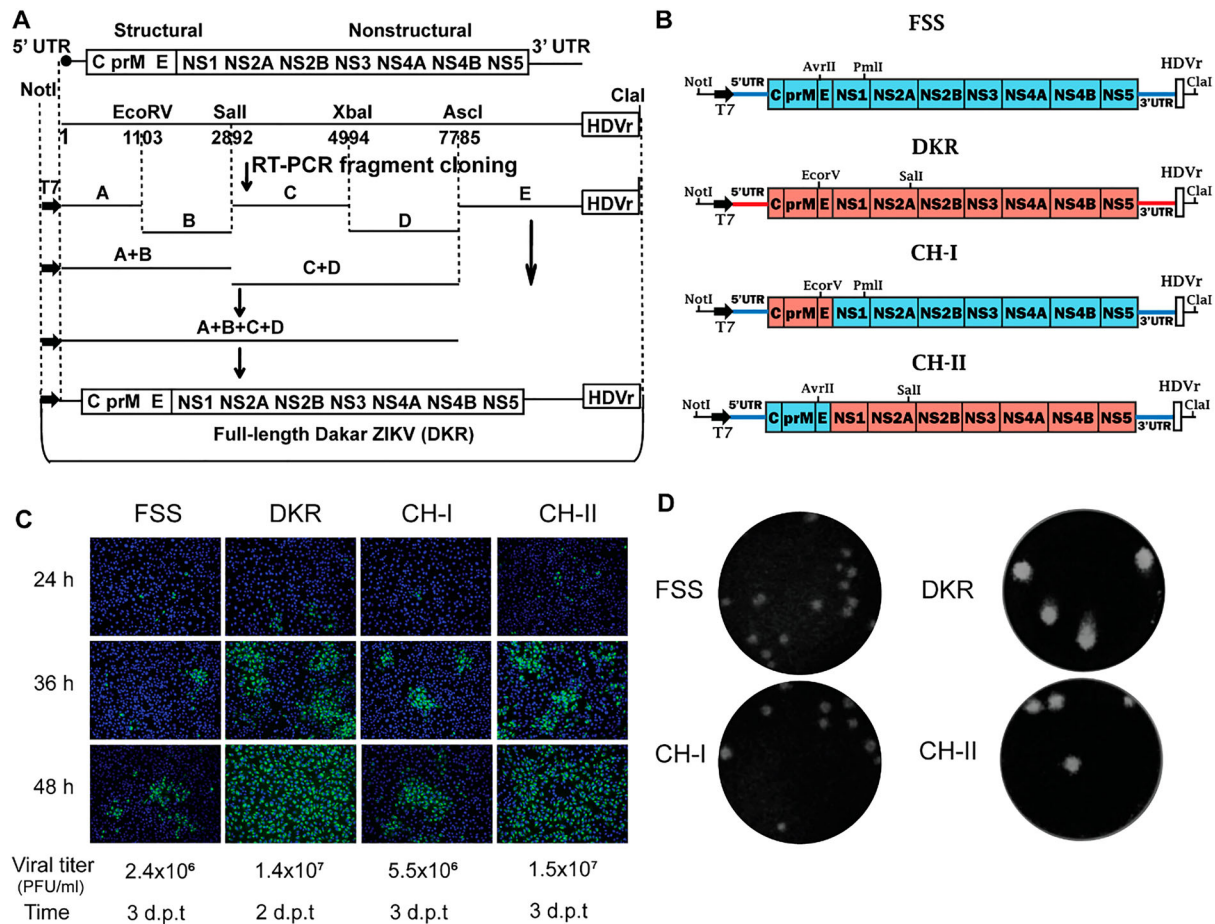 A
Structural Nonstructural
5' UTR 3' UTR
C prM E NS1 NS2A NS2B NS3 NS4A NS4B NS5
NotI ClaI
EcoRV SalI XbaI AscI
HDVr
1 1103 2892 4994 7785
RT-PCR fragment cloning
T7 A C E
HDVr
B D
A+B C+D
A+B+C+D
C prM E NS1 NS2A NS2B NS3 NS4A NS4B NS5 HDVr
Full-length Dakar ZIKV (DKR)
B
FSS
AvrII PmlI HDVr
NotI 5'UTR ClaI
C prM E NS1 NS2A NS2B NS3 NS4A NS4B NS5
T7 3'UTR
DKR
EcorV SalI HDVr
NotI 5'UTR ClaI
C prM E NS1 NS2A NS2B NS3 NS4A NS4B NS5
T7 3'UTR
CH-I
EcorV PmlI HDVr
NotI 5'UTR ClaI
C prM E NS1 NS2A NS2B NS3 NS4A NS4B NS5
T7 3'UTR
CH-II
AvrII SalI HDVr
NotI 5'UTR ClaI
C prM E NS1 NS2A NS2B NS3 NS4A NS4B NS5
T7 3'UTR
C
FSS DKR CH-I CH-II
24 h
36 h
48 h
Viral titer (PFU/ml) 2.4x10⁶ 1.4x10⁷ 5.5x10⁶ 1.5x10⁷
Time 3 d.p.t 2 d.p.t 3 d.p.t 3 d.p.t
D
FSS DKR
CH-I CH-II